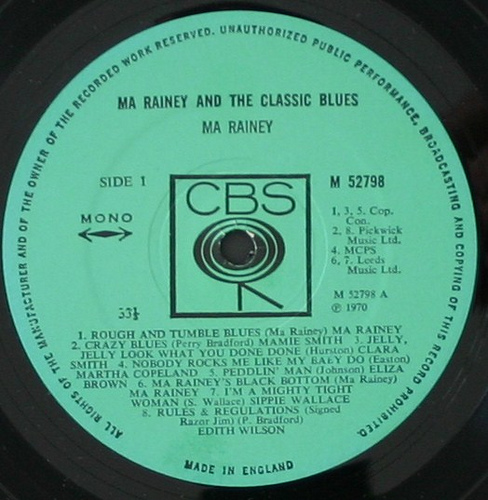 ALL RIGHTS OF THE MANUFACTURER AND OF THE OWNER OF THE RECORDED WORK RESERVED. UNAUTHORIZED PUBLIC PERFORMANCE, BROADCASTING AND COPYING OF THIS RECORD PROHIBITED.
MA RAINEY AND THE CLASSIC BLUES
MA RAINEY
SIDE 1
MONO
33⅓
CBS
M 52798
1, 3, 5. Cop.
Con.
2, 8. Pickwick
Music Ltd.
4. MCPS
6, 7. Lords
Music Ltd.
M 52798 A
℗ 1970
1. ROUGH AND TUMBLE BLUES (Ma Rainey) MA RAINEY
2. CRAZY BLUES (Perry Bradford) MAMIE SMITH 3. JELLY,
JELLY LOOK WHAT YOU DONE DONE (Hurston) CLARA
SMITH 4. NOBODY ROCKS ME LIKE MY BABY DO (Easton)
MARTHA COPELAND 5. PEDDLIN' MAN (Johnson) ELIZA
BROWN 6. MA RAINEY'S BLACK BOTTOM (Ma Rainey)
MA RAINEY 7. I'M A MIGHTY TIGHT
WOMAN (S. Wallace) SIPPIE WALLACE
8. RULES & REGULATIONS (Signed
Razor Jim) (P. Bradford)
EDITH WILSON
MADE IN ENGLAND